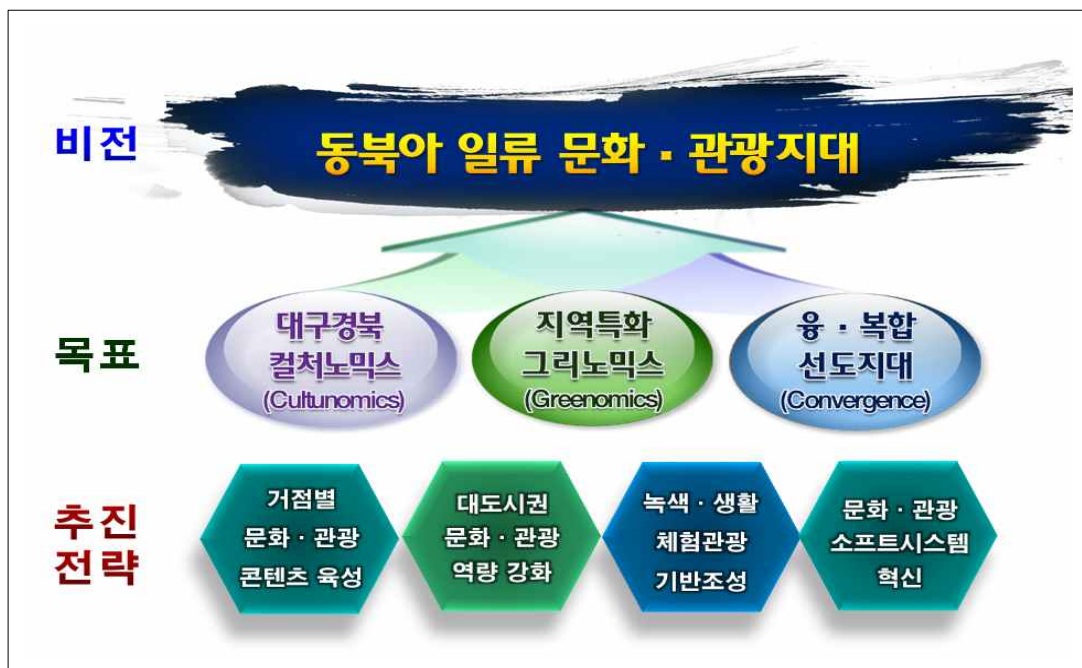 비전
동북아 일류 문화·관광지대
목표
대구경북
컬처노믹스
(Cultunomics)
지역특화
그리노믹스
(Greenomics)
융·복합
선도지대
(Convergence)
추진
전략
거점별
문화·관광
콘텐츠 육성
대도시권
문화·관광
역량 강화
녹색·생활
체험관광
기반조성
문화·관광
소프트시스템
혁신